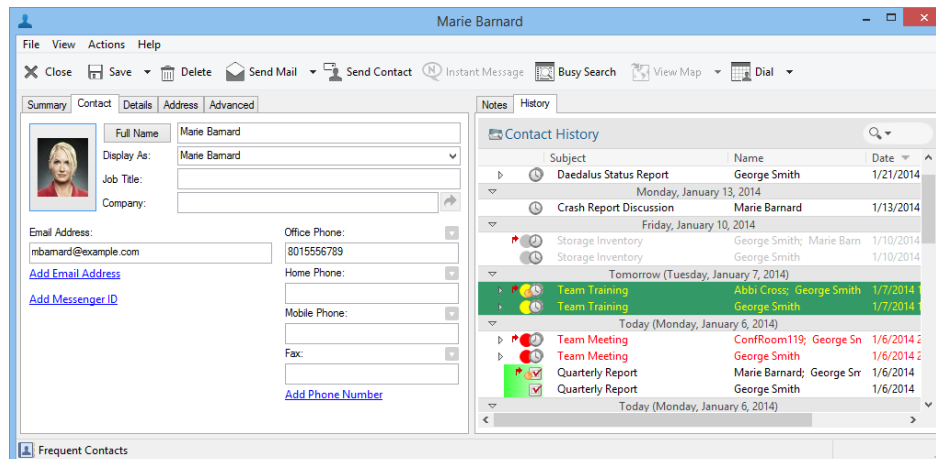 Marie Barnard
File View Actions Help
Close Save Delete Send Mail Send Contact Instant Message Busy Search View Map Dial
Summary Contact Details Address Advanced
Full Name Marie Barnard
Display As: Marie Barnard
Job Title:
Company:
Email Address:
mbarnard@example.com
Add Email Address
Add Messenger ID
Office Phone:
8015556789
Home Phone:
Mobile Phone:
Fax:
Add Phone Number
Notes History
Contact History
Subject Name Date
Daedalus Status Report George Smith 1/21/2014
Monday, January 13, 2014
Crash Report Discussion Marie Barnard 1/13/2014
Friday, January 10, 2014
Storage Inventory George Smith; Marie Barn 1/10/2014
Storage Inventory George Smith 1/10/2014
Tomorrow (Tuesday, January 7, 2014)
Team Training Abbi Cross; George Smith 1/7/2014 1
Team Training George Smith 1/7/2014 1
Today (Monday, January 6, 2014)
Team Meeting ConfRoom119; George Sn 1/6/2014 2
Team Meeting George Smith 1/6/2014 2
Quarterly Report Marie Barnard; George Sm 1/6/2014
Quarterly Report George Smith 1/6/2014
Today (Monday, January 6, 2014)
Frequent Contacts